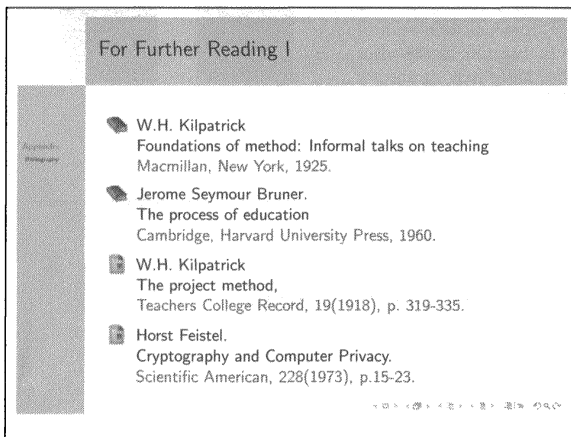 For Further Reading I
Appendix
Bibliography
W.H. Kilpatrick
Foundations of method: Informal talks on teaching
Macmillan, New York, 1925.
Jerome Seymour Bruner.
The process of education
Cambridge, Harvard University Press, 1960.
W.H. Kilpatrick
The project method,
Teachers College Record, 19(1918), p. 319-335.
Horst Feistel.
Cryptography and Computer Privacy.
Scientific American, 228(1973), p.15-23.